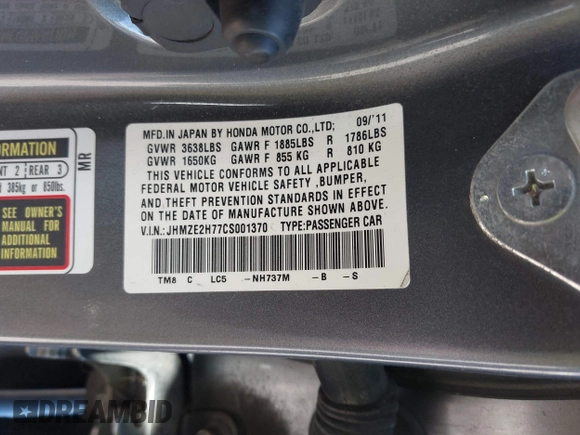 MFD.IN JAPAN BY HONDA MOTOR CO.,LTD; 09/'11
GVWR 3638LBS GAWR F 1885LBS R 1786LBS
GVWR 1650KG GAWR F 855 KG R 810 KG
THIS VEHICLE CONFORMS TO ALL APPLICABLE
FEDERAL MOTOR VEHICLE SAFETY ,BUMPER,
AND THEFT PREVENTION STANDARDS IN EFFECT
ON THE DATE OF MANUFACTURE SHOWN ABOVE.
V.I.N.:JHMZE2H77CS001370 TYPE:PASSENGER CAR
TM8 C LC5 -NH737M -B -S
ORMATION
NT 2 REAR 3
385kg or 850lbs.
SEE OWNER'S
MANUAL FOR
ADDITIONAL
INFORMATION
MR
DREAMBID